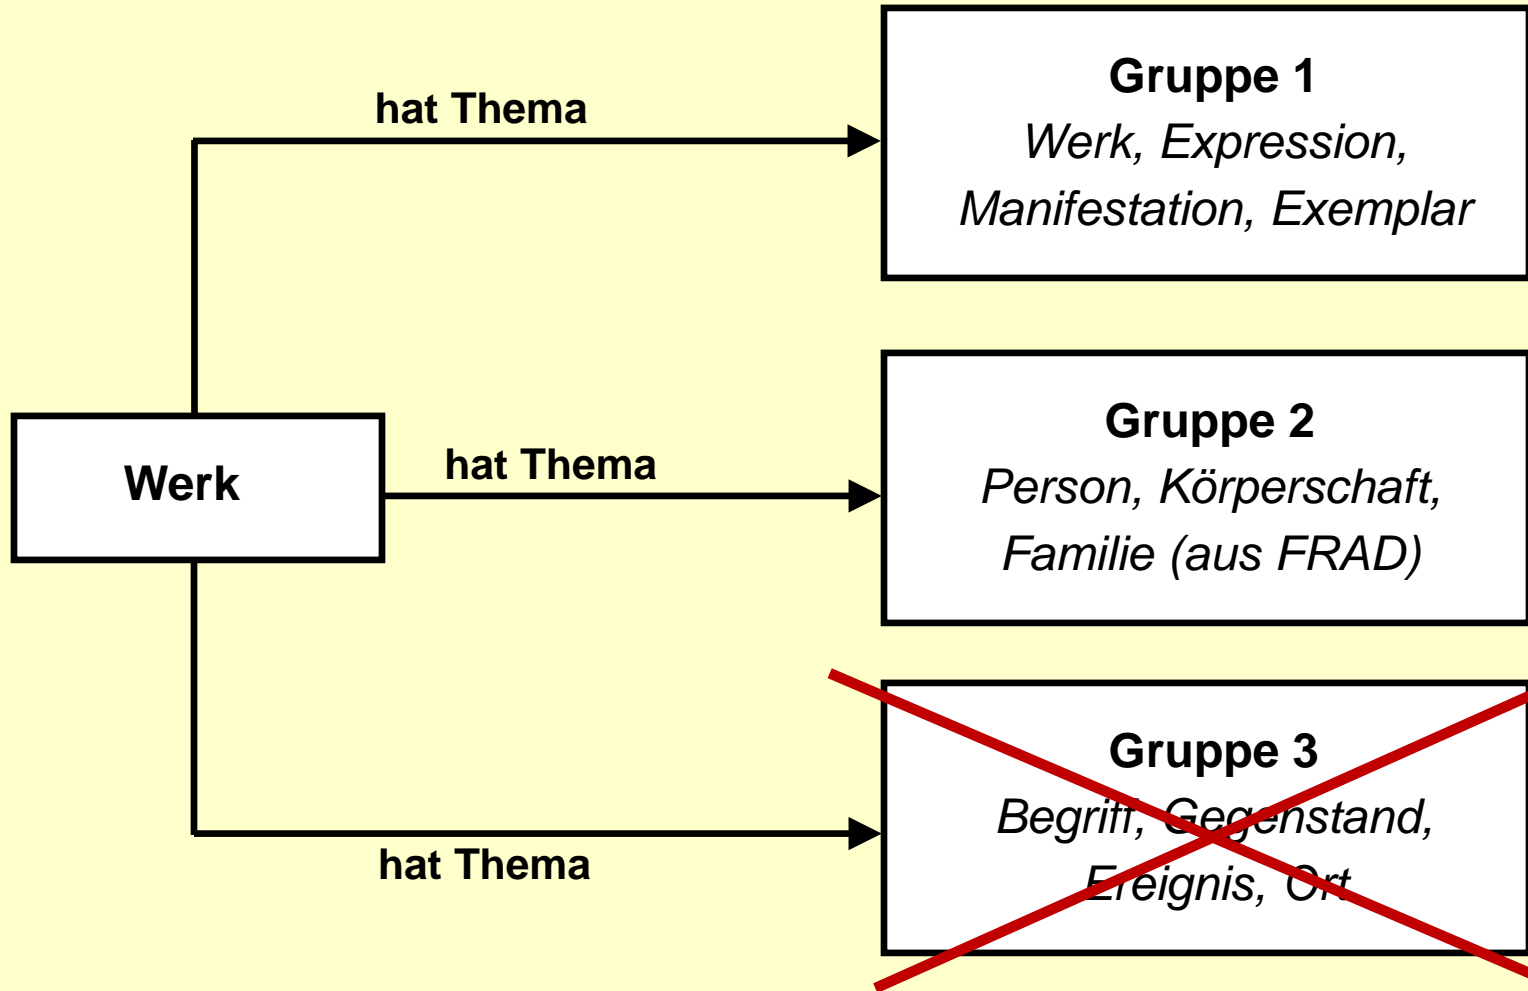 hat Thema
Gruppe 1
Werk, Expression,
Manifestation, Exemplar
Werk
hat Thema
Gruppe 2
Person, Körperschaft,
Familie (aus FRAD)
hat Thema
Gruppe 3
Begriff, Gegenstand,
Ereignis, Ort